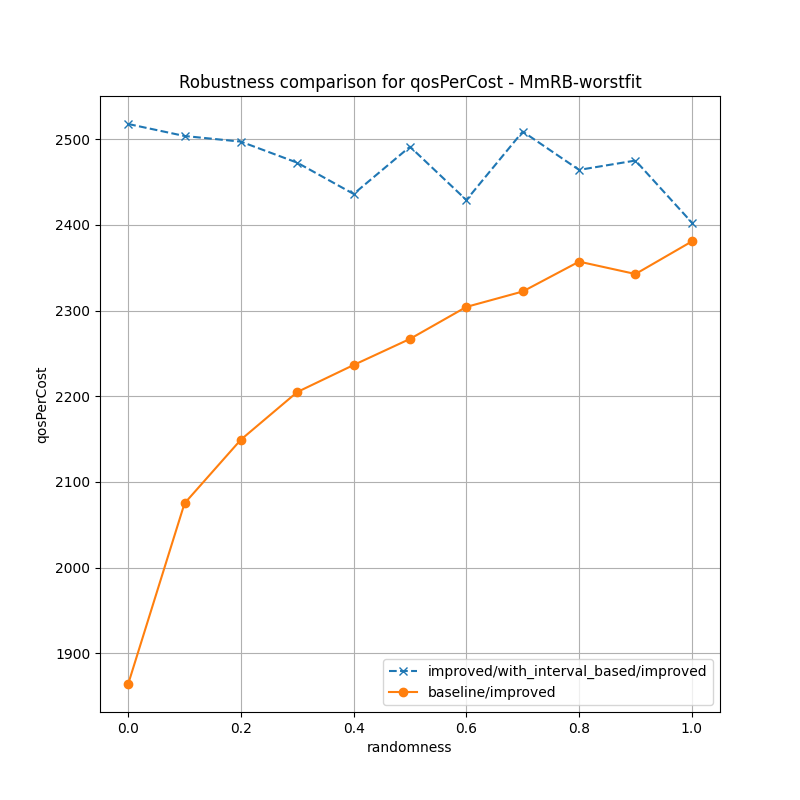 Robustness comparison for qosPerCost - MmRB-worstfit
qosPerCost
2500
2400
2300
2200
2100
2000
1900
improved/with_interval_based/improved
baseline/improved
0.0 0.2 0.4 0.6 0.8 1.0
randomness